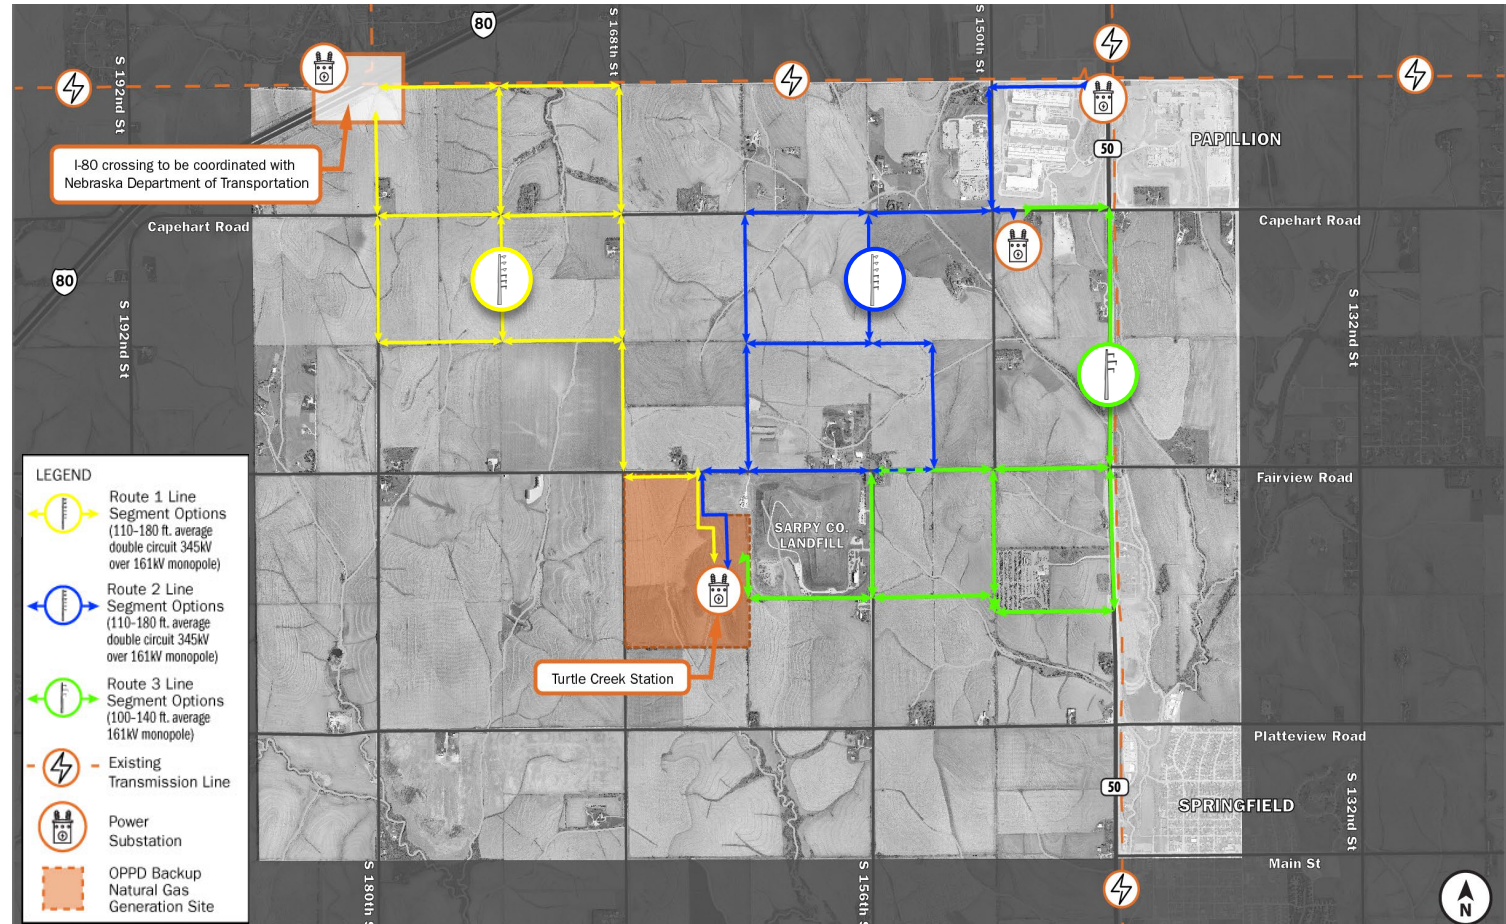 80
S 192nd St
S 168th St
S 150th St
I-80 crossing to be coordinated with
Nebraska Department of Transportation
50
PAPILLION
Capehart Road
Capehart Road
80
S 192nd St
S 132nd St
Fairview Road
SARPY CO.
LANDFILL
Turtle Creek Station
LEGEND
Route 1 Line
Segment Options
(110–180 ft. average
double circuit 345kV
over 161kV monopole)
Route 2 Line
Segment Options
(110–180 ft. average
double circuit 345kV
over 161kV monopole)
Route 3 Line
Segment Options
(100–140 ft. average
161kV monopole)
Existing
Transmission Line
Power
Substation
OPPD Backup
Natural Gas
Generation Site
Platteview Road
50
SPRINGFIELD
S 132nd St
Main St
S 180th S
S 156th S
N